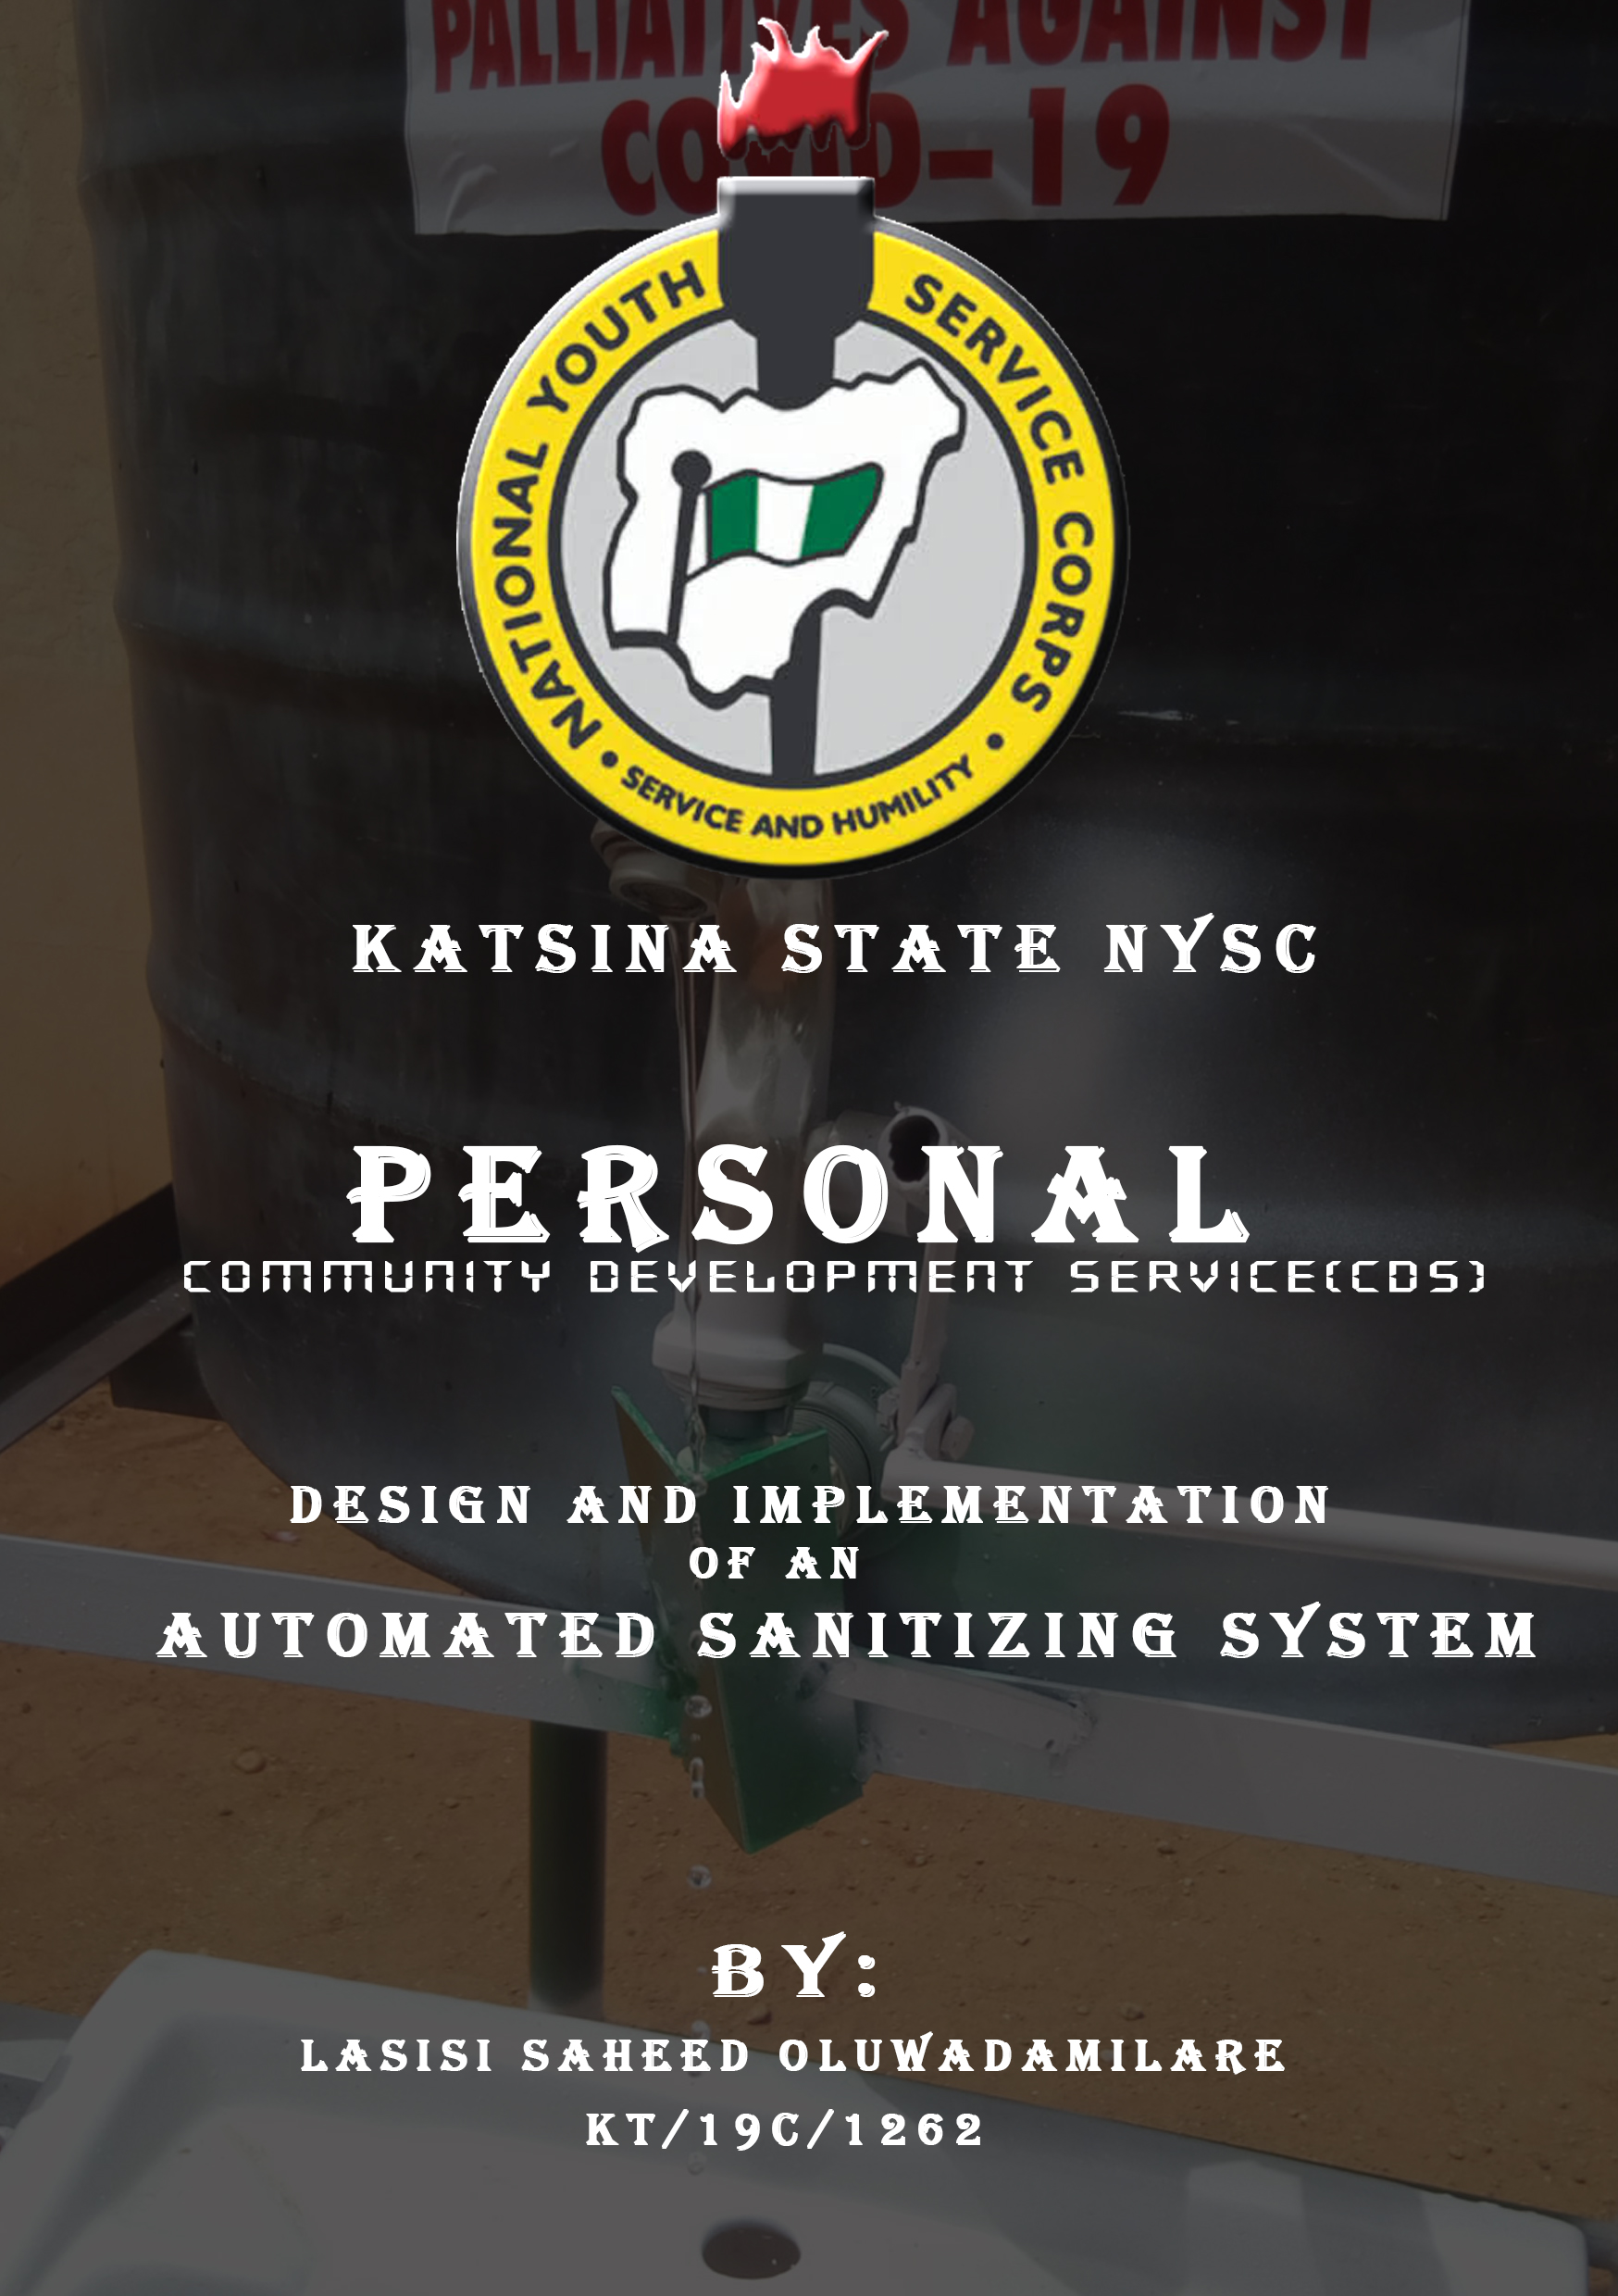 PALLIATIVES AGAINST
COVID-19
NATIONAL YOUTH SERVICE CORPS
SERVICE AND HUMILITY
KATSINA STATE NYSC
PERSONAL
COMMUNITY DEVELOPMENT SERVICE(CDS)
DESIGN AND IMPLEMENTATION
OF AN
AUTOMATED SANITIZING SYSTEM
BY:
LASISI SAHEED OLUWADAMILARE
KT/19C/1262